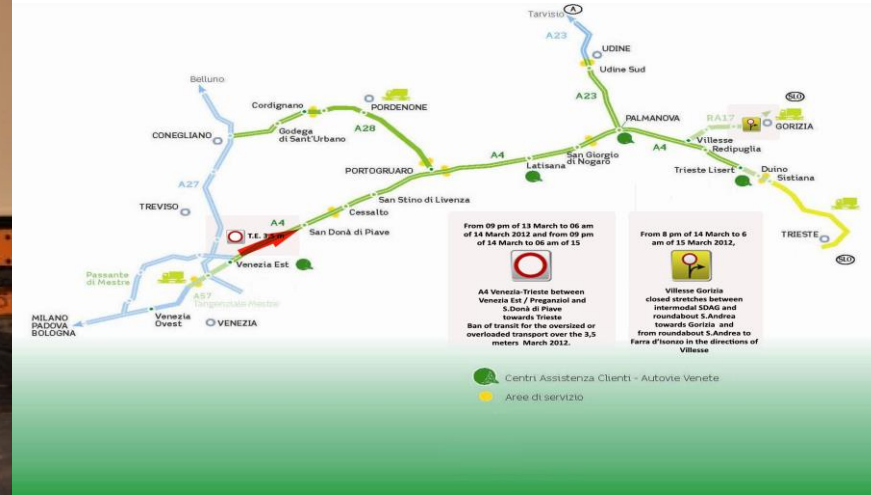 Tarvisio A
A23
UDINE
Udine Sud
Belluno
Cordignano
PORDENONE
A23
PALMANOVA
SLO
RA17
GORIZIA
CONEGLIANO
Godega
di Sant'Urbano
A28
Villesse
Redipuglia
A4
Latisana
San Giorgio
di Nogaro
A4
Trieste Lisert
Duino
Sistiana
PORTOGRUARO
A27
San Stino di Livenza
TREVISO
Cessalto
A4
T.E. 3,5 m
San Donà di Piave
TRIESTE
SLO
Venezia Est
Passante
di Mestre
A57
Tangenziale Mestre
MILANO
PADOVA
BOLOGNA
Venezia
Ovest
VENEZIA
From 09 pm of 13 March to 06 am
of 14 March 2012 and from 09 pm
of 14 March to 06 am of 15
A4 Venezia-Trieste between
Venezia Est / Preganziol and
S.Donà di Piave
towards Trieste
Ban of transit for the oversized or
overloaded transport over the 3,5
meters March 2012.
From 8 pm of 14 March to 6
am of 15 March 2012,
Villesse Gorizia
closed stretches between
intermodal SDAG and
roundabout S.Andrea
towards Gorizia and
from roundabout S.Andrea to
Farra d'Isonzo in the directions of
Villesse
Centri Assistenza Clienti - Autovie Venete
Aree di servizio